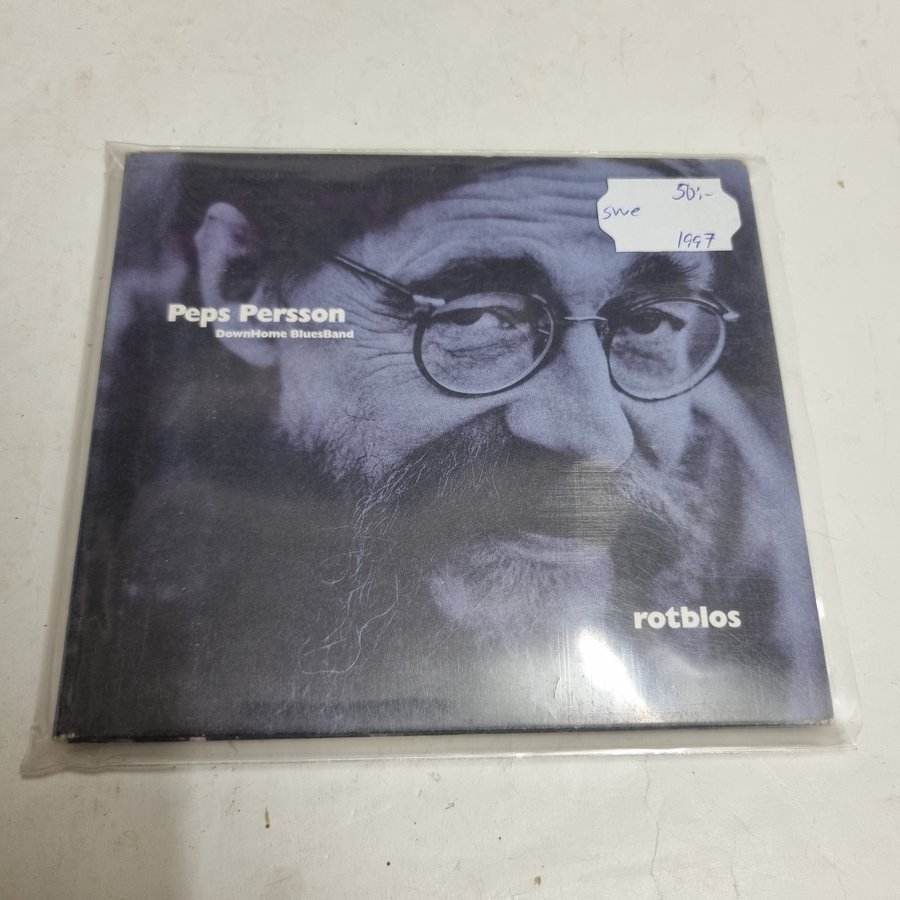 50:-
swe
1997
Peps Persson
DownHome BluesBand
rotblos